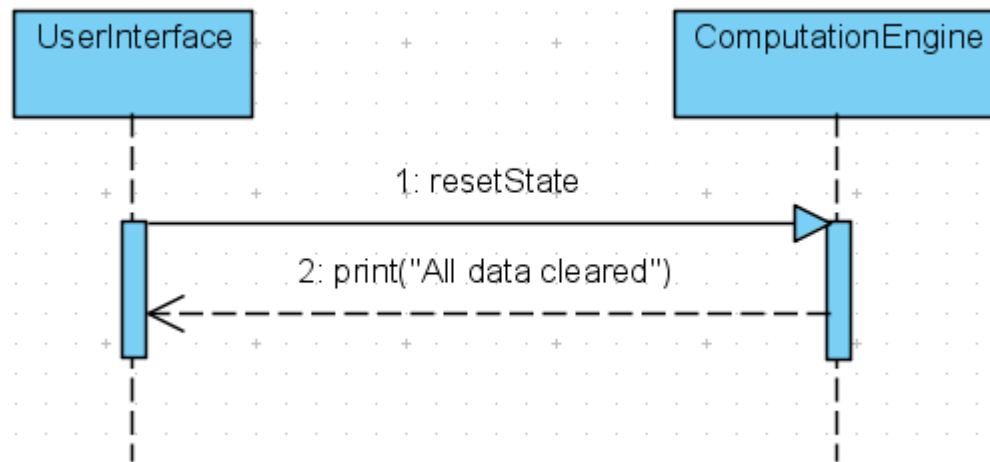 UserInterface
ComputationEngine
1: resetState
2: print("All data cleared")